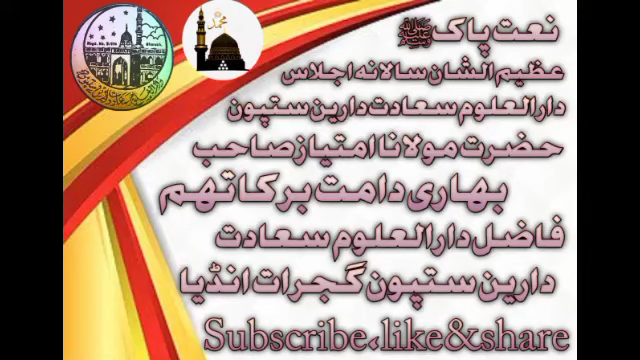 نعت پاک ﷺ
عظیم الشان سالانہ اجلاس
دارالعلوم سعادت دارین ستپون
حضرت مولانا امتیاز صاحب
بھاری دامت برکاتھم
فاضل دارالعلوم سعادت
دارین ستپون گجرات انڈیا
Subscribe،like&share
محمد